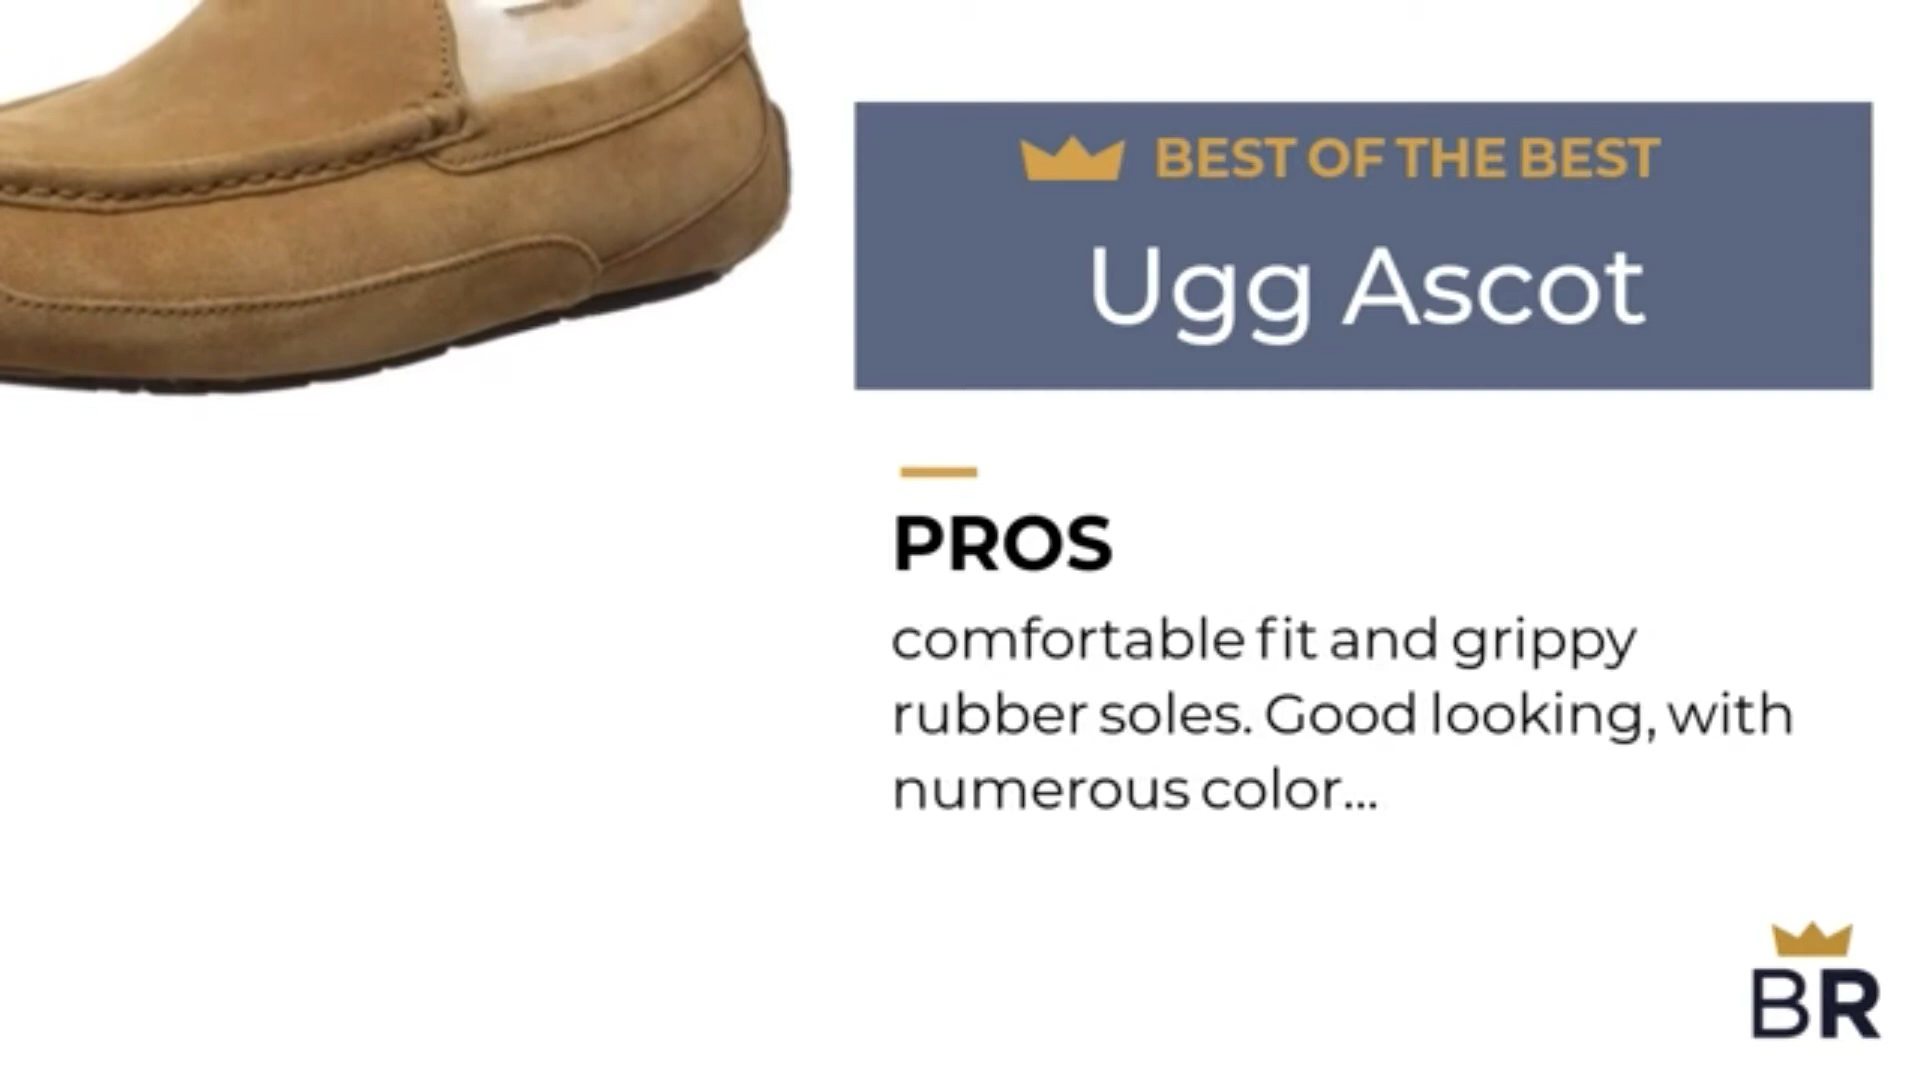 BEST OF THE BEST
Ugg Ascot
PROS
comfortable fit and grippy
rubber soles. Good looking, with
numerous color...
BR